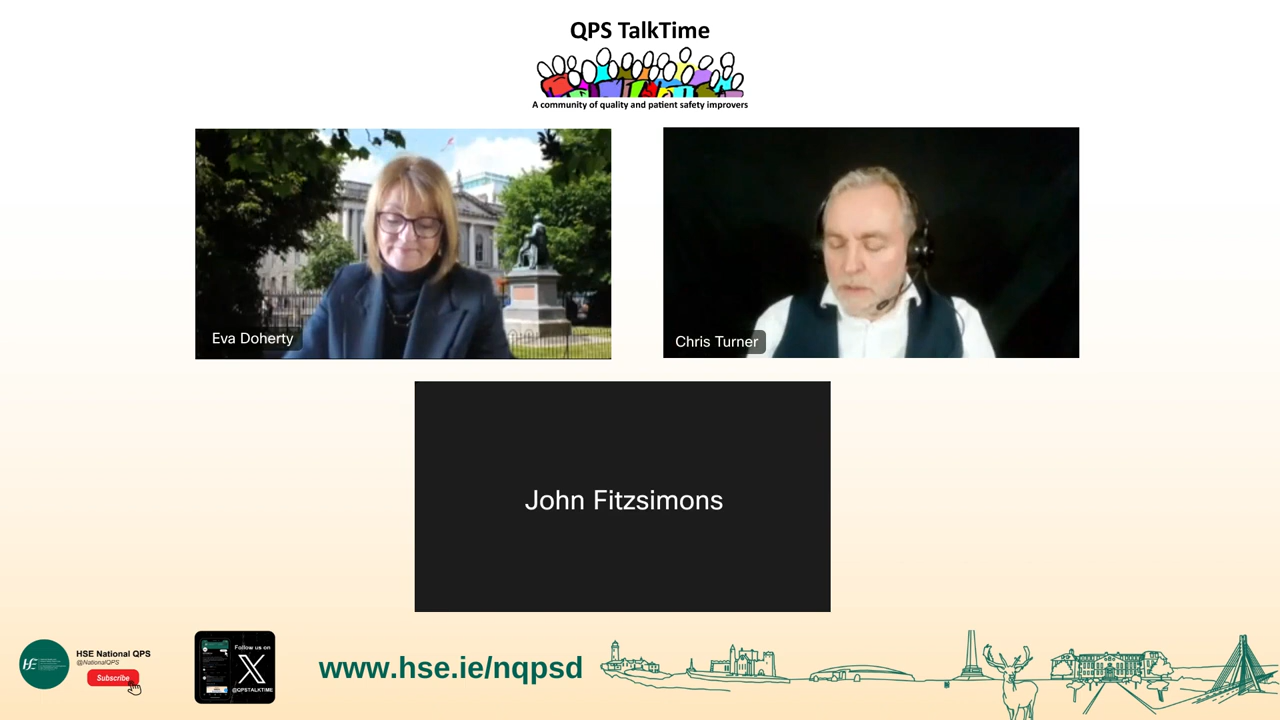 QPS TalkTime
A community of quality and patient safety improvers
Eva Doherty
Chris Turner
John Fitzsimons
HSE National QPS
@NationalQPS
Subscribe
Follow us on
X
@QPSTALKTIME
www.hse.ie/nqpsd